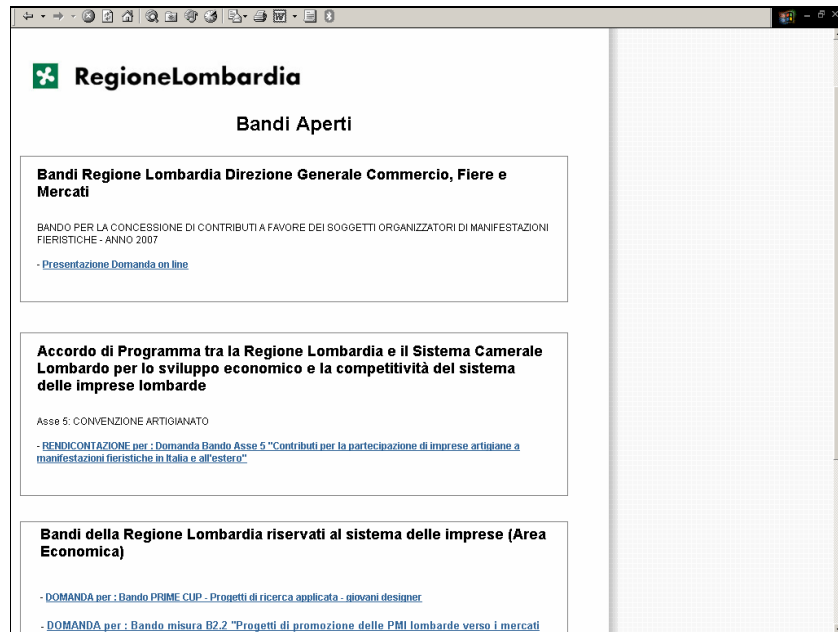 RegioneLombardia
Bandi Aperti
Bandi Regione Lombardia Direzione Generale Commercio, Fiere e
Mercati
BANDO PER LA CONCESSIONE DI CONTRIBUTI A FAVORE DEI SOGGETTI ORGANIZZATORI DI MANIFESTAZIONI
FIERISTICHE - ANNO 2007
- Presentazione Domanda on line
Accordo di Programma tra la Regione Lombardia e il Sistema Camerale
Lombardo per lo sviluppo economico e la competitività del sistema
delle imprese lombarde
Asse 5: CONVENZIONE ARTIGIANATO
- RENDICONTAZIONE per : Domanda Bando Asse 5 "Contributi per la partecipazione di imprese artigiane a
manifestazioni fieristiche in Italia e all'estero"
Bandi della Regione Lombardia riservati al sistema delle imprese (Area
Economica)
- DOMANDA per : Bando PRIME CUP - Progetti di ricerca applicata - giovani designer
- DOMANDA per : Bando misura B2.2 "Progetti di promozione delle PMI lombarde verso i mercati